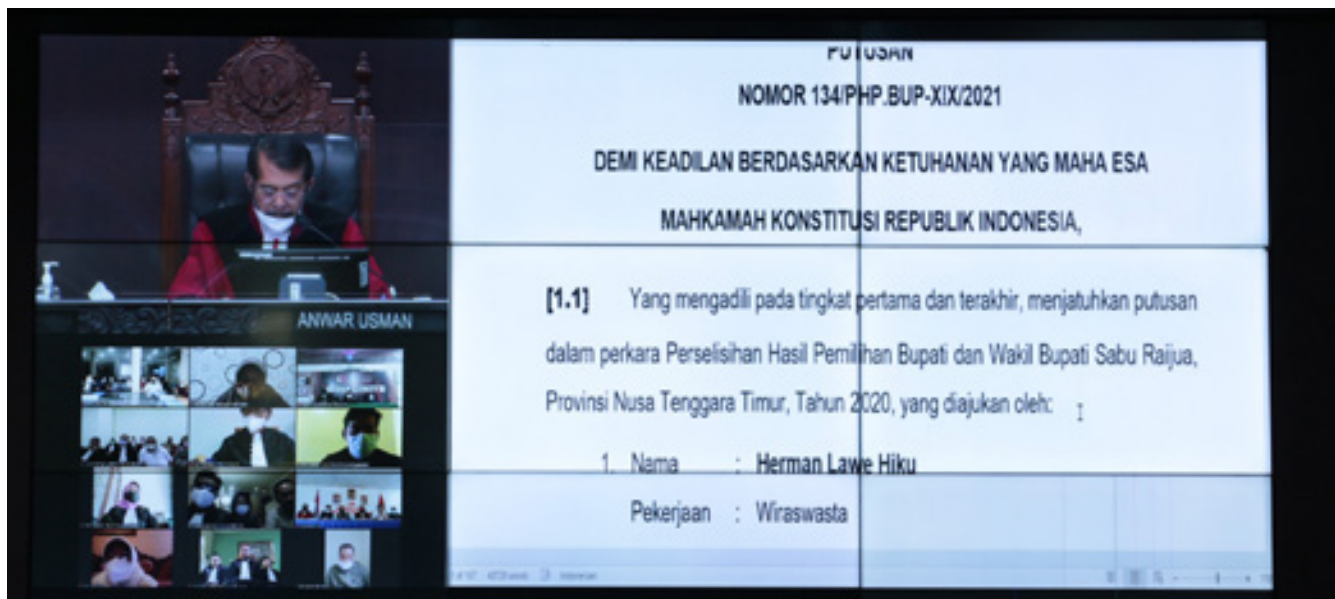 PUTUSAN
NOMOR 134/PHP.BUP-XIX/2021
DEMI KEADILAN BERDASARKAN KETUHANAN YANG MAHA ESA
MAHKAMAH KONSTITUSI REPUBLIK INDONESIA,
[1.1] Yang mengadili pada tingkat pertama dan terakhir, menjatuhkan putusan
dalam perkara Perselisihan Hasil Pemilihan Bupati dan Wakil Bupati Sabu Raijua,
Provinsi Nusa Tenggara Timur, Tahun 2020, yang diajukan oleh:
1. Nama : Herman Lawe Hiku
Pekerjaan : Wiraswasta
ANWAR USMAN